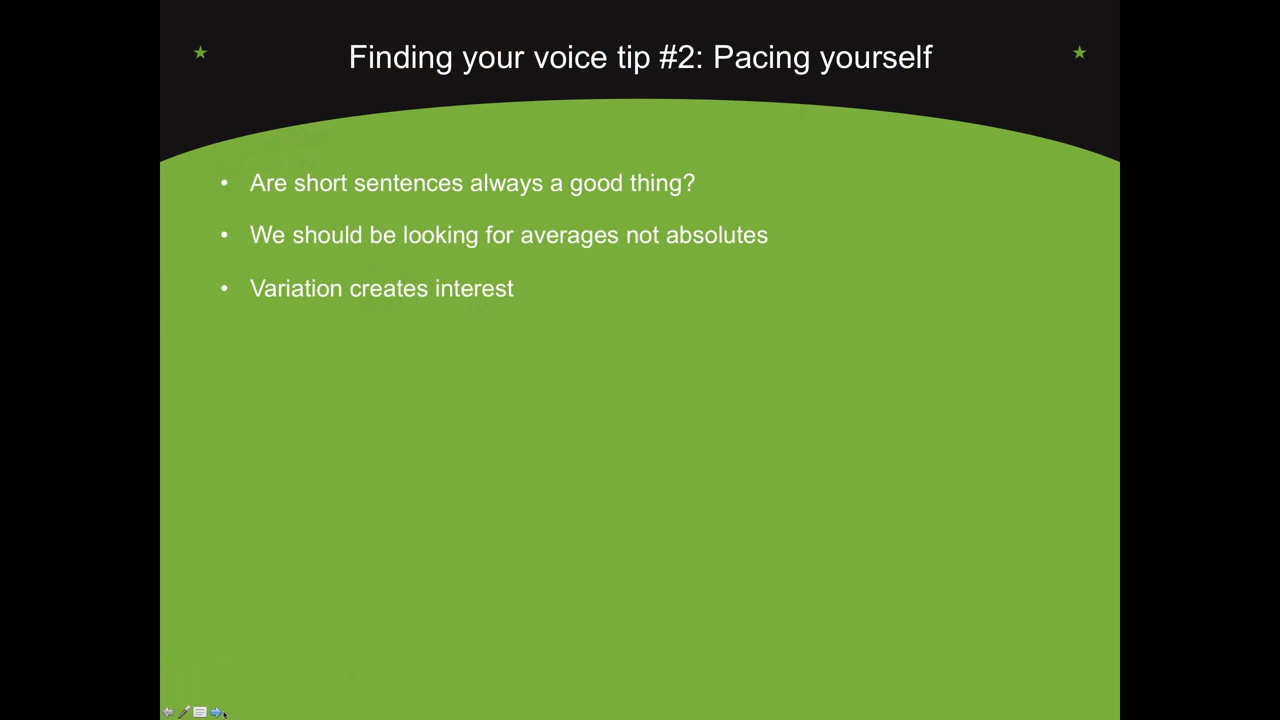 Finding your voice tip #2: Pacing yourself
• Are short sentences always a good thing?
• We should be looking for averages not absolutes
• Variation creates interest